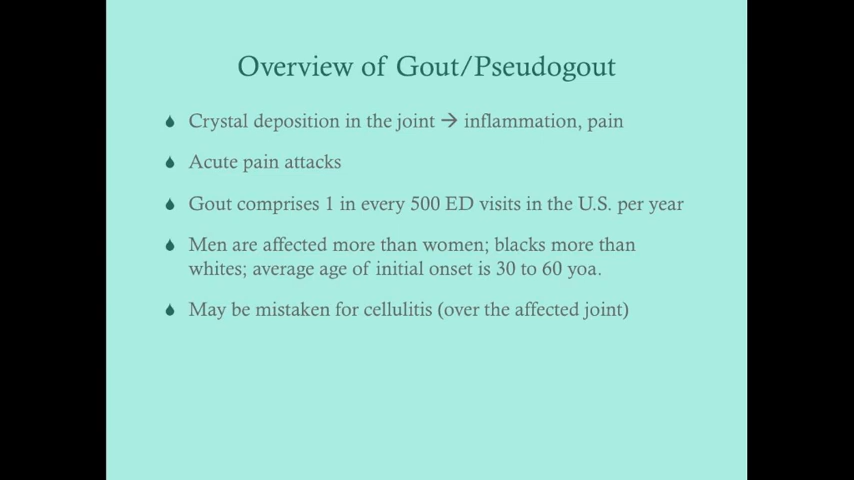 Overview of Gout/Pseudogout
Crystal deposition in the joint → inflammation, pain
Acute pain attacks
Gout comprises 1 in every 500 ED visits in the U.S. per year
Men are affected more than women; blacks more than
whites; average age of initial onset is 30 to 60 yoa.
May be mistaken for cellulitis (over the affected joint)